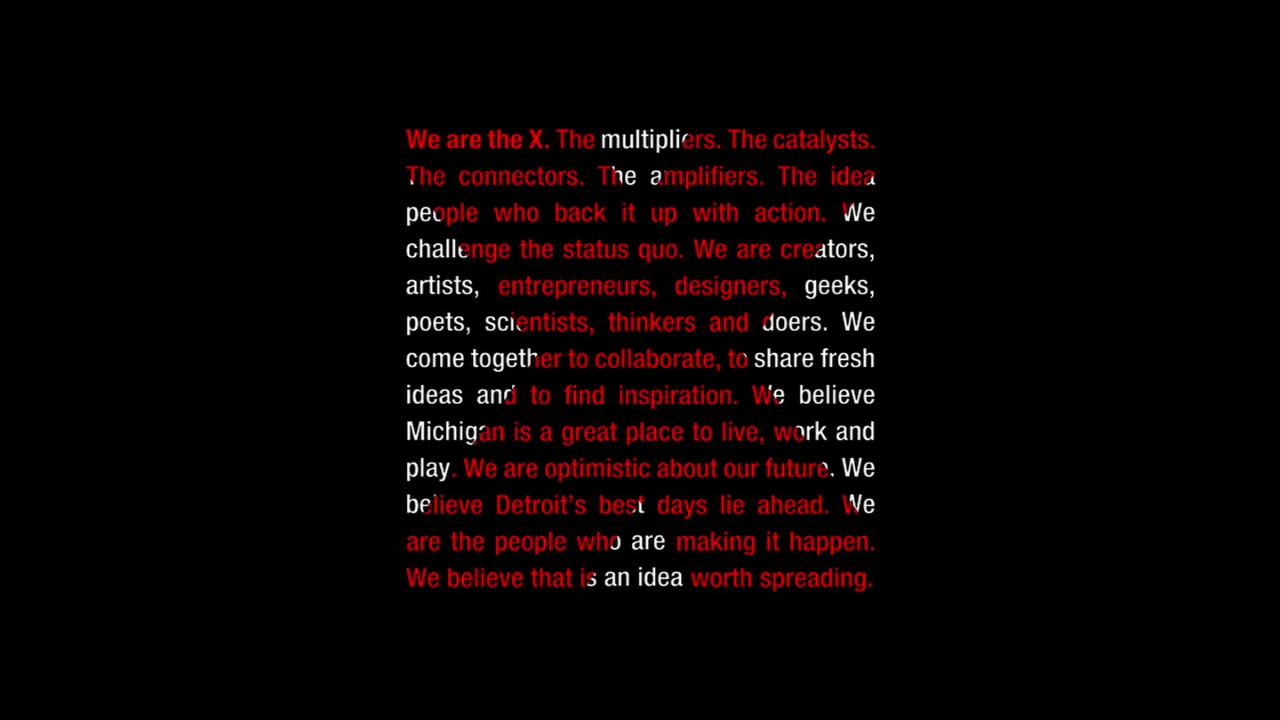 We are the X. The multipliers. The catalysts.
The connectors. The amplifiers. The idea
people who back it up with action. We
challenge the status quo. We are creators,
artists, entrepreneurs, designers, geeks,
poets, scientists, thinkers and doers. We
come together to collaborate, to share fresh
ideas and to find inspiration. We believe
Michigan is a great place to live, work and
play. We are optimistic about our future. We
believe Detroit’s best days lie ahead. We
are the people who are making it happen.
We believe that is an idea worth spreading.